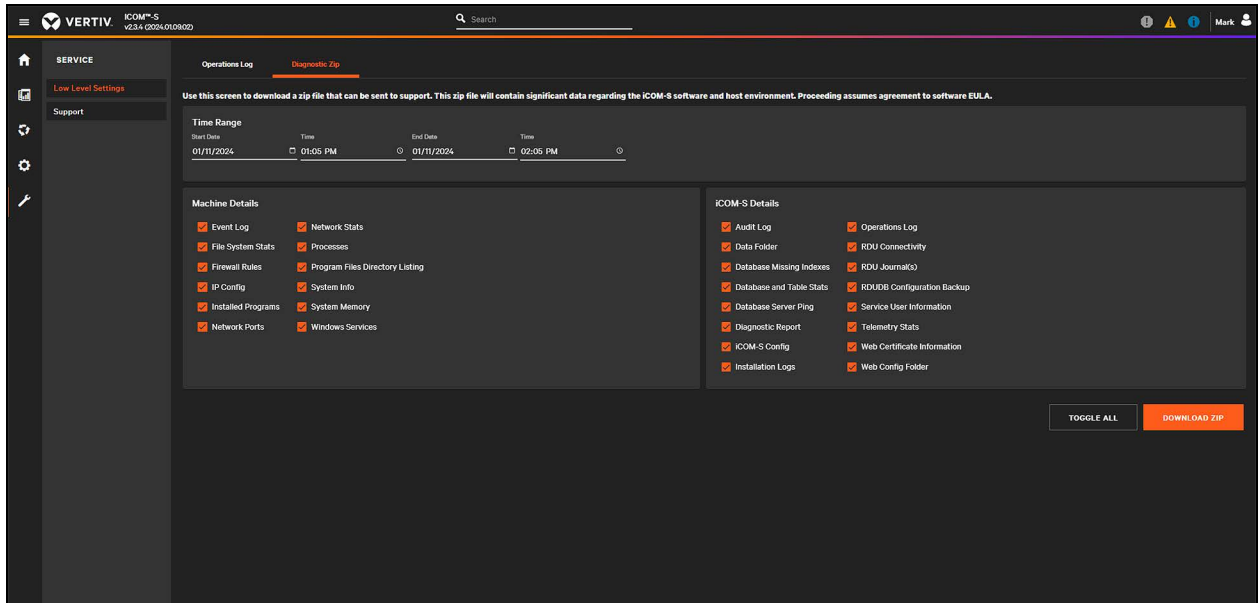 VERTIV.
iCOM™-S
v2.3.4 (2024.01.09.02)
Search
Mark
SERVICE
Low Level Settings
Support
Operations Log
Diagnostic Zip
Use this screen to download a zip file that can be sent to support. This zip file will contain significant data regarding the iCOM-S software and host environment. Proceeding assumes agreement to software EULA.
Time Range
Start Date Time End Date Time
01/11/2024 01:05 PM 01/11/2024 02:05 PM
Machine Details
Event Log Network Stats
File System Stats Processes
Firewall Rules Program Files Directory Listing
IP Config System Info
Installed Programs System Memory
Network Ports Windows Services
iCOM-S Details
Audit Log Operations Log
Data Folder RDU Connectivity
Database Missing Indexes RDU Journal(s)
Database and Table Stats RDUDB Configuration Backup
Database Server Ping Service User Information
Diagnostic Report Telemetry Stats
iCOM-S Config Web Certificate Information
Installation Logs Web Config Folder
TOGGLE ALL
DOWNLOAD ZIP